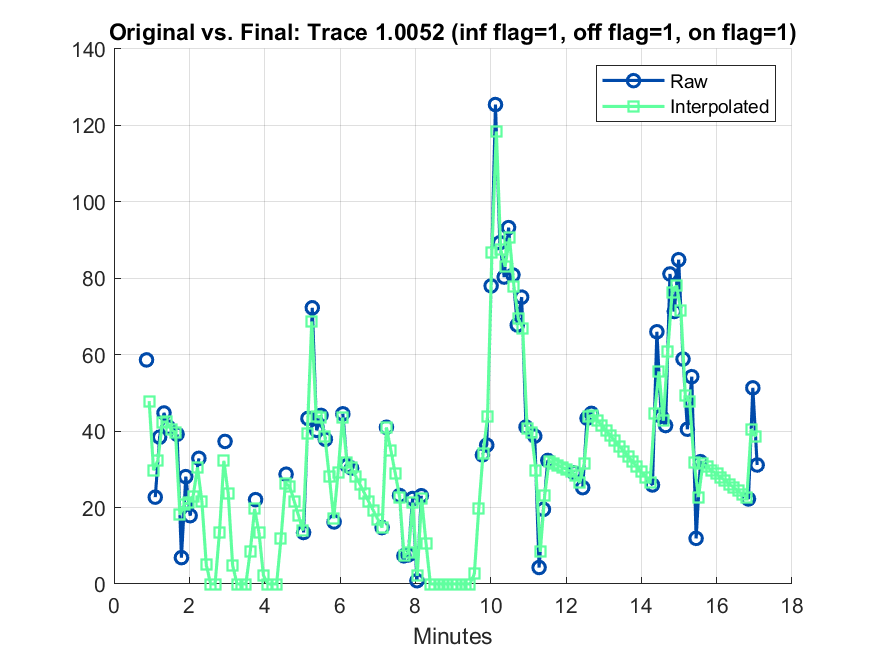 Original vs. Final: Trace 1.0052 (inf flag=1, off flag=1, on flag=1)
140
120
100
80
60
40
20
0
Raw
Interpolated
0 2 4 6 8 10 12 14 16 18
Minutes